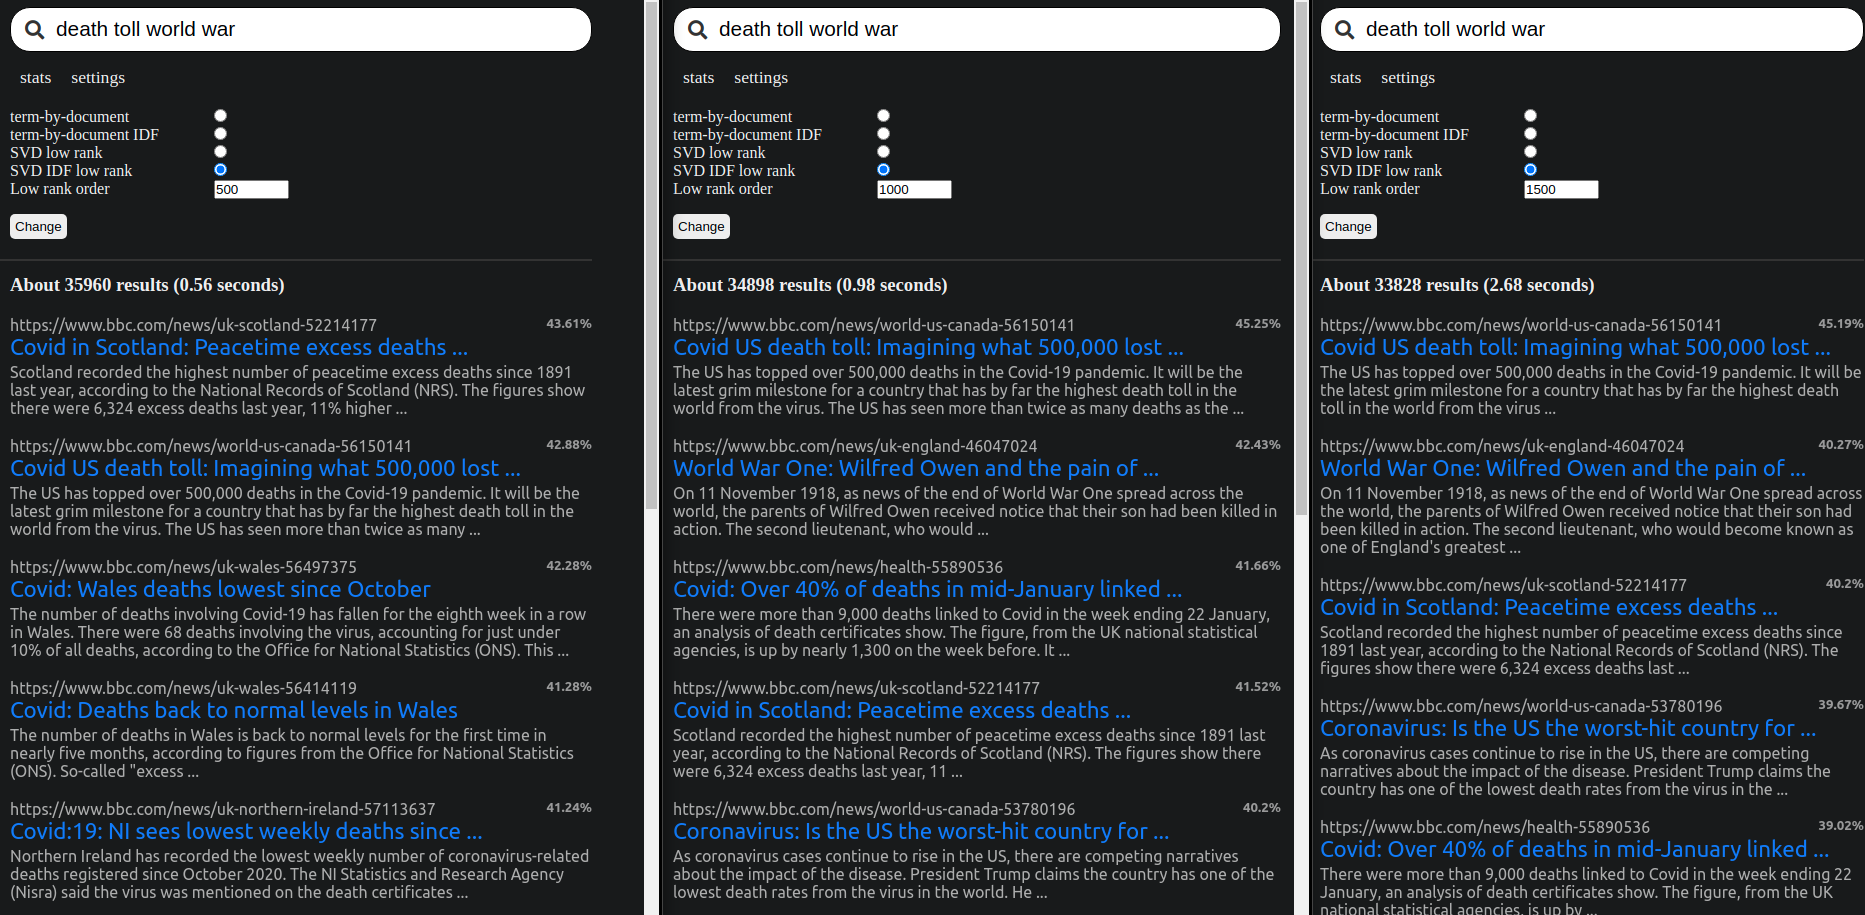 death toll world war
stats settings
term-by-document
term-by-document IDF
SVD low rank
SVD IDF low rank
Low rank order 500
Change
About 35960 results (0.56 seconds)
https://www.bbc.com/news/uk-scotland-52214177 43.61%
Covid in Scotland: Peacetime excess deaths ...
Scotland recorded the highest number of peacetime excess deaths since 1891
last year, according to the National Records of Scotland (NRS). The figures show
there were 6,324 excess deaths last year, 11% higher ...
https://www.bbc.com/news/world-us-canada-56150141 42.88%
Covid US death toll: Imagining what 500,000 lost ...
The US has topped over 500,000 deaths in the Covid-19 pandemic. It will be the
latest grim milestone for a country that has by far the highest death toll in the
world from the virus. The US has seen more than twice as many ...
https://www.bbc.com/news/uk-wales-56497375 42.28%
Covid: Wales deaths lowest since October
The number of deaths involving Covid-19 has fallen for the eighth week in a row
in Wales. There were 68 deaths involving the virus, accounting for just under
10% of all deaths, according to the Office for National Statistics (ONS). This ...
https://www.bbc.com/news/uk-wales-56414119 41.28%
Covid: Deaths back to normal levels in Wales
The number of deaths in Wales is back to normal levels for the first time in
nearly five months, according to figures from the Office for National Statistics
(ONS). So-called "excess ...
https://www.bbc.com/news/uk-northern-ireland-57113637 41.24%
Covid:19: NI sees lowest weekly deaths since ...
Northern Ireland has recorded the lowest weekly number of coronavirus-related
deaths registered since October 2020. The NI Statistics and Research Agency
(Nisra) said the virus was mentioned on the death certificates ...
death toll world war
stats settings
term-by-document
term-by-document IDF
SVD low rank
SVD IDF low rank
Low rank order 1000
Change
About 34898 results (0.98 seconds)
https://www.bbc.com/news/world-us-canada-56150141 45.25%
Covid US death toll: Imagining what 500,000 lost ...
The US has topped over 500,000 deaths in the Covid-19 pandemic. It will be the
latest grim milestone for a country that has by far the highest death toll in the
world from the virus. The US has seen more than twice as many deaths as the ...
https://www.bbc.com/news/uk-england-46047024 42.43%
World War One: Wilfred Owen and the pain of ...
On 11 November 1918, as news of the end of World War One spread across the
world, the parents of Wilfred Owen received notice that their son had been killed in
action. The second lieutenant, who would ...
https://www.bbc.com/news/health-55890536 41.66%
Covid: Over 40% of deaths in mid-January linked ...
There were more than 9,000 deaths linked to Covid in the week ending 22 January,
an analysis of death certificates show. The figure, from the UK national statistical
agencies, is up by nearly 1,300 on the week before. It ...
https://www.bbc.com/news/uk-scotland-52214177 41.52%
Covid in Scotland: Peacetime excess deaths ...
Scotland recorded the highest number of peacetime excess deaths since 1891 last
year, according to the National Records of Scotland (NRS). The figures show there
were 6,324 excess deaths last year, 11 ...
https://www.bbc.com/news/world-us-canada-53780196 40.2%
Coronavirus: Is the US the worst-hit country for ...
As coronavirus cases continue to rise in the US, there are competing narratives
about the impact of the disease. President Trump claims the country has one of the
lowest death rates from the virus in the world. He ...
death toll world war
stats settings
term-by-document
term-by-document IDF
SVD low rank
SVD IDF low rank
Low rank order 1500
Change
About 33828 results (2.68 seconds)
https://www.bbc.com/news/world-us-canada-56150141 45.19%
Covid US death toll: Imagining what 500,000 lost ...
The US has topped over 500,000 deaths in the Covid-19 pandemic. It will be
the latest grim milestone for a country that has by far the highest death
toll in the world from the virus ...
https://www.bbc.com/news/uk-england-46047024 40.27%
World War One: Wilfred Owen and the pain of ...
On 11 November 1918, as news of the end of World War One spread across
the world, the parents of Wilfred Owen received notice that their son had
been killed in action. The second lieutenant, who would become known as
one of England's greatest ...
https://www.bbc.com/news/uk-scotland-52214177 40.2%
Covid in Scotland: Peacetime excess deaths ...
Scotland recorded the highest number of peacetime excess deaths since
1891 last year, according to the National Records of Scotland (NRS). The
figures show there were 6,324 excess deaths last ...
https://www.bbc.com/news/world-us-canada-53780196 39.67%
Coronavirus: Is the US the worst-hit country for ...
As coronavirus cases continue to rise in the US, there are competing
narratives about the impact of the disease. President Trump claims the
country has one of the lowest death rates from the virus in the ...
https://www.bbc.com/news/health-55890536 39.02%
Covid: Over 40% of deaths in mid-January linked ...
There were more than 9,000 deaths linked to Covid in the week ending 22
January, an analysis of death certificates show. The figure, from the UK
national statistical agencies, is up by ...